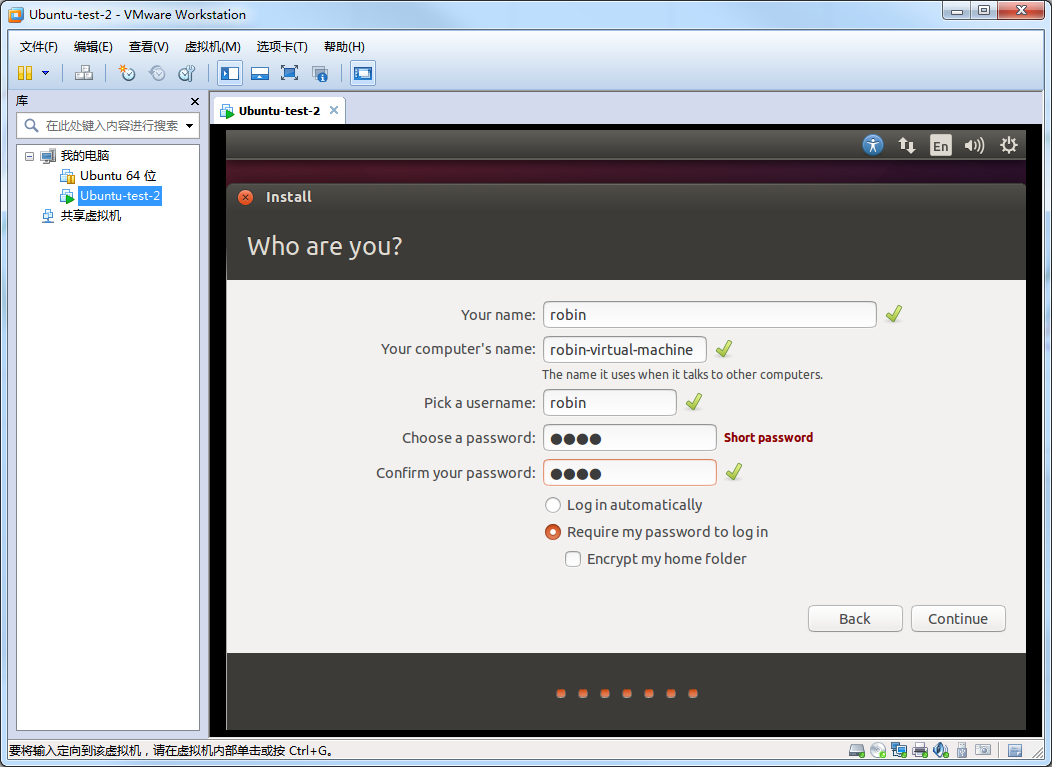 Ubuntu-test-2 - VMware Workstation
文件(F) 编辑(E) 查看(V) 虚拟机(M) 选项卡(T) 帮助(H)
库
在此处键入内容进行搜索
我的电脑
Ubuntu 64 位
Ubuntu-test-2
共享虚拟机
Ubuntu-test-2
En
Install
Who are you?
Your name: robin
Your computer's name: robin-virtual-machine
The name it uses when it talks to other computers.
Pick a username: robin
Choose a password: ●●●● Short password
Confirm your password: ●●●●
Log in automatically
Require my password to log in
Encrypt my home folder
Back Continue
要将输入定向到该虚拟机，请在虚拟机内部单击或按 Ctrl+G。